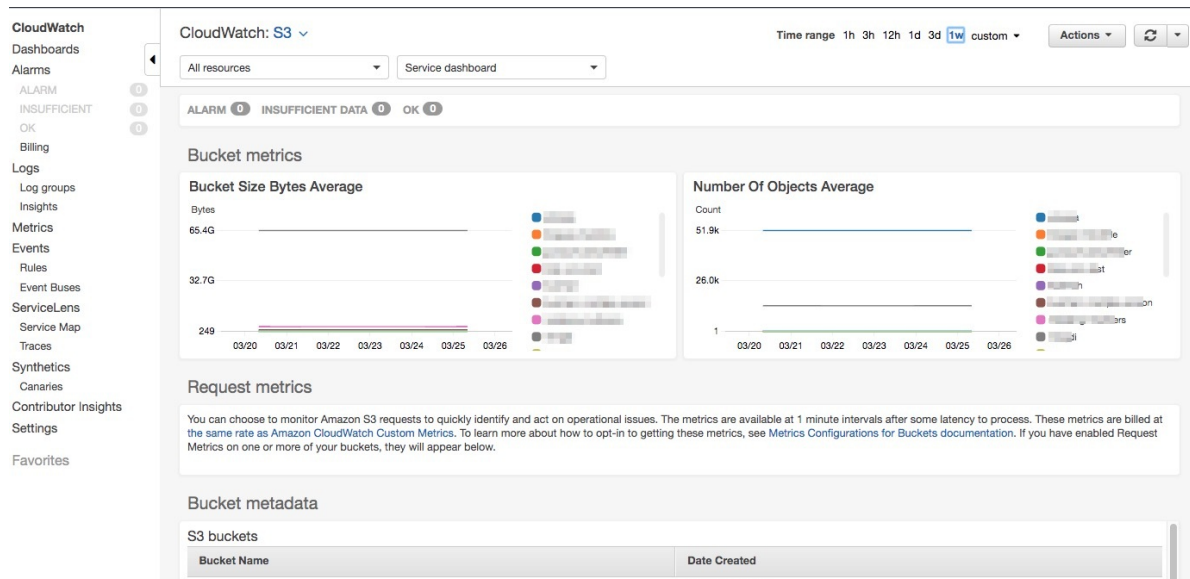 CloudWatch
Dashboards
Alarms
ALARM 0
INSUFFICIENT 0
OK 0
Billing
Logs
Log groups
Insights
Metrics
Events
Rules
Event Buses
ServiceLens
Service Map
Traces
Synthetics
Canaries
Contributor Insights
Settings
Favorites
CloudWatch: S3
Time range 1h 3h 12h 1d 3d 1w custom
Actions
All resources
Service dashboard
ALARM 0 INSUFFICIENT DATA 0 OK 0
Bucket metrics
Bucket Size Bytes Average
Bytes
65.4G
32.7G
249
03/20 03/21 03/22 03/23 03/24 03/25 03/26
Number Of Objects Average
Count
51.9k
26.0k
1
03/20 03/21 03/22 03/23 03/24 03/25 03/26
Request metrics
You can choose to monitor Amazon S3 requests to quickly identify and act on operational issues. The metrics are available at 1 minute intervals after some latency to process. These metrics are billed at
the same rate as Amazon CloudWatch Custom Metrics. To learn more about how to opt-in to getting these metrics, see Metrics Configurations for Buckets documentation. If you have enabled Request
Metrics on one or more of your buckets, they will appear below.
Bucket metadata
S3 buckets
Bucket Name
Date Created